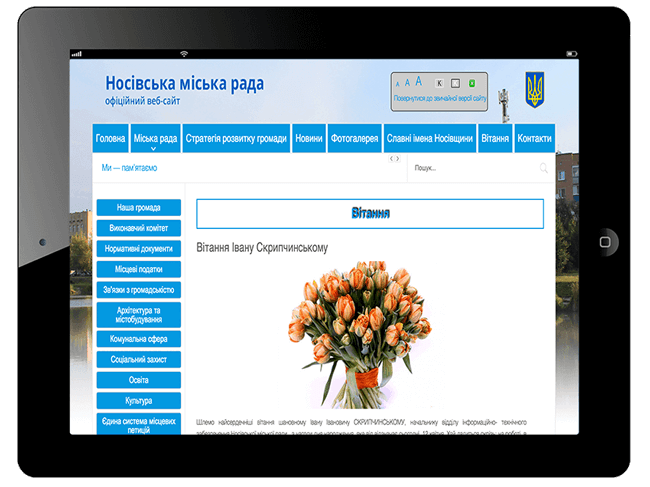 Носівська міська рада
офіційний веб-сайт
А А А К
Повернутися до звичайної версії сайту
Головна Міська рада Стратегія розвитку громади Новини Фотогалерея Славні імена Носівщини Вітання Контакти
Ми — пам'ятаємо
Пошук...
Наша громада
Виконавчий комітет
Нормативні документи
Місцеві податки
Зв'язки з громадськістю
Архітектура та
містобудування
Комунальна сфера
Соціальний захист
Освіта
Культура
Єдина система місцевих
петицій
Вітання
Вітання Івану Скрипчинському
Шлемо найсердечніші вітання шановному Івану Івановичу СКРИПЧИНСЬКОМУ, начальнику відділу інформаційно- технічного